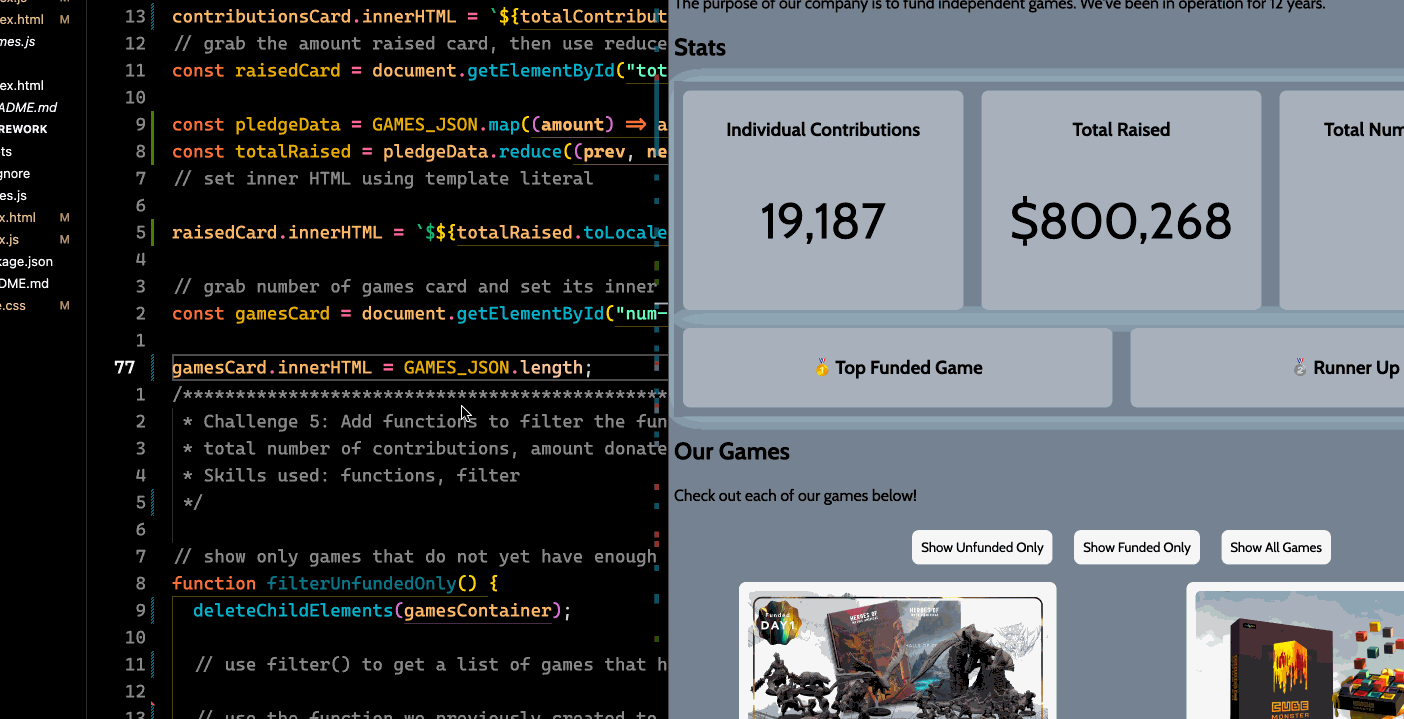 ex.html M
mes.js
ex.html
ADME.md
REWORK
ts
gnore
es.js
x.html M
x.js M
kage.json
DME.md
e.css M
13 contributionsCard.innerHTML = `${totalContribut
12 // grab the amount raised card, then use reduce
11 const raisedCard = document.getElementById("tot
10
9 const pledgeData = GAMES_JSON.map((amount) => a
8 const totalRaised = pledgeData.reduce((prev, ne
7 // set inner HTML using template literal
6
5 raisedCard.innerHTML = `$${totalRaised.toLocale
4
3 // grab number of games card and set its inner
2 const gamesCard = document.getElementById("num-
1
77 gamesCard.innerHTML = GAMES_JSON.length;
1 /*********************************************
2 * Challenge 5: Add functions to filter the fun
3 * total number of contributions, amount donate
4 * Skills used: functions, filter
5 */
6
7 // show only games that do not yet have enough
8 function filterUnfundedOnly() {
9 deleteChildElements(gamesContainer);
10
11 // use filter() to get a list of games that h
12
13 // use the function we previously created to
The purpose of our company is to fund independent games. We've been in operation for 12 years.
Stats
Individual Contributions
19,187
Total Raised
$800,268
Total Num
🥇 Top Funded Game
🥈 Runner Up
Our Games
Check out each of our games below!
Show Unfunded Only
Show Funded Only
Show All Games
Funded
DAY1
HEROES OF
HEROES OF
CUBE
MONSTER